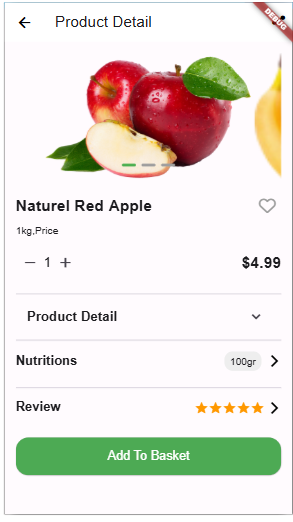 Product Detail
DEBUG
Naturel Red Apple
1kg,Price
1
$4.99
Product Detail
Nutritions
100gr
Review
Add To Basket